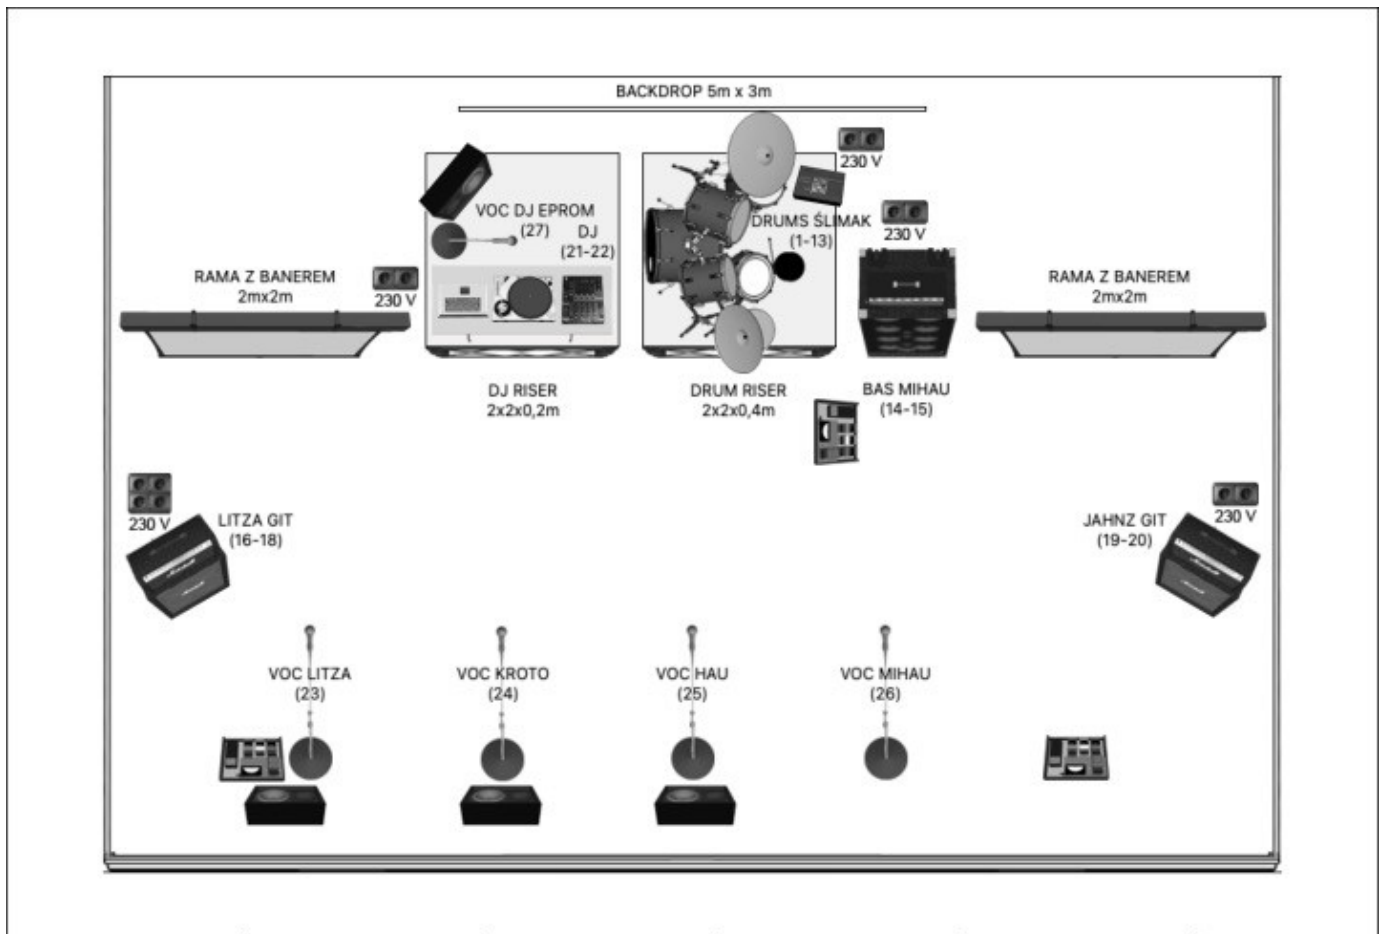 BACKDROP 5m x 3m
230 V
VOC DJ EPROM
(27)
DJ
(21-22)
DRUMS ŚLIMAK
(1-13)
230 V
RAMA Z BANEREM
2mx2m
230 V
RAMA Z BANEREM
2mx2m
DJ RISER
2x2x0,2m
DRUM RISER
2x2x0,4m
BAS MIHAU
(14-15)
230 V
LITZA GIT
(16-18)
JAHNZ GIT
(19-20)
230 V
VOC LITZA
(23)
VOC KROTO
(24)
VOC HAU
(25)
VOC MIHAU
(26)